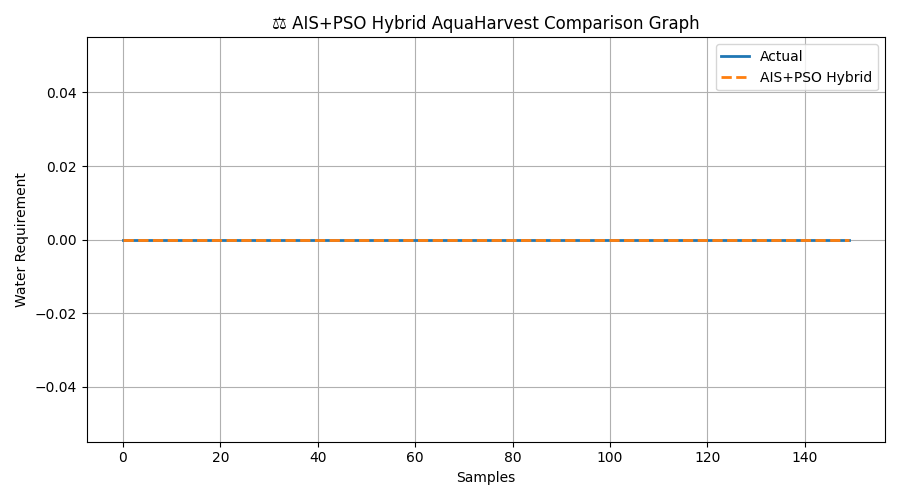 ⚖ AIS+PSO Hybrid AquaHarvest Comparison Graph
Actual
AIS+PSO Hybrid
Water Requirement
0.04
0.02
0.00
−0.02
−0.04
0 20 40 60 80 100 120 140
Samples